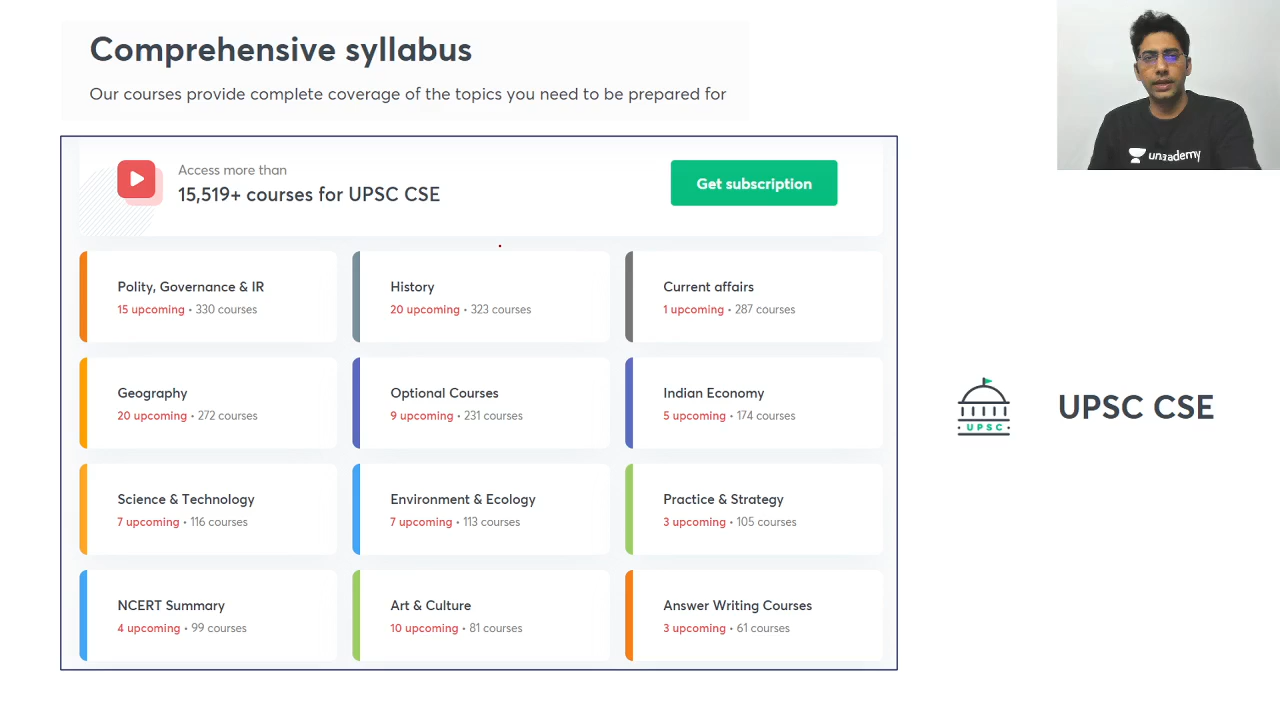 Comprehensive syllabus
Our courses provide complete coverage of the topics you need to be prepared for
Access more than
15,519+ courses for UPSC CSE
Get subscription
Polity, Governance & IR
15 upcoming • 330 courses
History
20 upcoming • 323 courses
Current affairs
1 upcoming • 287 courses
Geography
20 upcoming • 272 courses
Optional Courses
9 upcoming • 231 courses
Indian Economy
5 upcoming • 174 courses
Science & Technology
7 upcoming • 116 courses
Environment & Ecology
7 upcoming • 113 courses
Practice & Strategy
3 upcoming • 105 courses
NCERT Summary
4 upcoming • 99 courses
Art & Culture
10 upcoming • 81 courses
Answer Writing Courses
3 upcoming • 61 courses
unacademy
UPSC
UPSC CSE